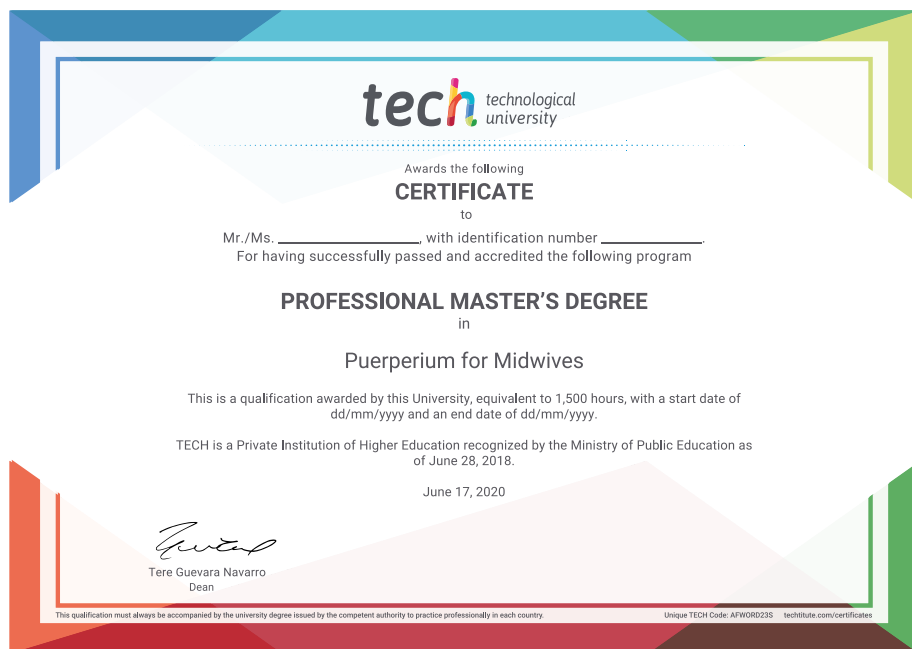 tech technological
university
Awards the following
CERTIFICATE
to
Mr./Ms. ____________________, with identification number ______________.
For having successfully passed and accredited the following program
PROFESSIONAL MASTER'S DEGREE
in
Puerperium for Midwives
This is a qualification awarded by this University, equivalent to 1,500 hours, with a start date of
dd/mm/yyyy and an end date of dd/mm/yyyy.
TECH is a Private Institution of Higher Education recognized by the Ministry of Public Education as
of June 28, 2018.
June 17, 2020
Tere Guevara Navarro
Dean
This qualification must always be accompanied by the university degree issued by the competent authority to practice professionally in each country.
Unique TECH Code: AFWORD23S techtitute.com/certificates